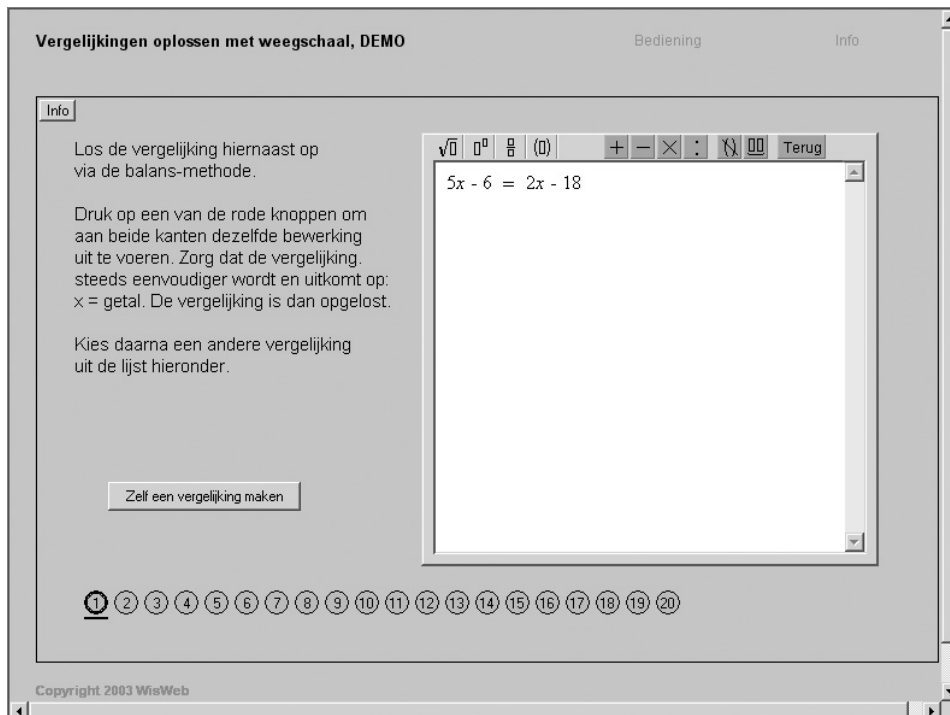 Vergelijkingen oplossen met weegschaal, DEMO
Bediening
Info
Info
Los de vergelijking hiernaast op
via de balans-methode.
Druk op een van de rode knoppen om
aan beide kanten dezelfde bewerking
uit te voeren. Zorg dat de vergelijking.
steeds eenvoudiger wordt en uitkomt op:
x = getal. De vergelijking is dan opgelost.
Kies daarna een andere vergelijking
uit de lijst hieronder.
Zelf een vergelijking maken
√▯ ▯▯ ▯/▯ (▯) + − × : () ▯▯ Terug
5x - 6 = 2x - 18
1 2 3 4 5 6 7 8 9 10 11 12 13 14 15 16 17 18 19 20
Copyright 2003 WisWeb